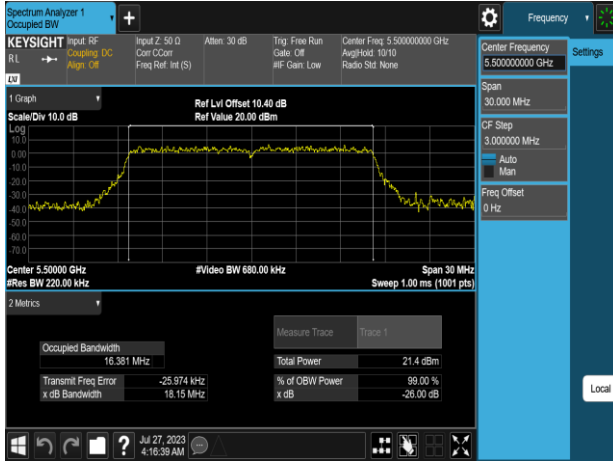 Spectrum Analyzer 1
Occupied BW
+
Frequency
KEYSIGHT
RL
LXI
Input: RF
Coupling: DC
Align: Off
Input Z: 50 Ω
Corr CCorr
Freq Ref: Int (S)
Atten: 30 dB
Trig: Free Run
Gate: Off
#IF Gain: Low
Center Freq: 5.500000000 GHz
Avg|Hold: 10/10
Radio Std: None
Center Frequency
5.500000000 GHz
Settings
Span
30.000 MHz
CF Step
3.000000 MHz
Auto
Man
Freq Offset
0 Hz
Local
1 Graph
Scale/Div 10.0 dB
Ref Lvl Offset 10.40 dB
Ref Value 20.00 dBm
Log
10.0
0.00
-10.0
-20.0
-30.0
-40.0
-50.0
-60.0
-70.0
Center 5.50000 GHz
#Res BW 220.00 kHz
#Video BW 680.00 kHz
Span 30 MHz
Sweep 1.00 ms (1001 pts)
2 Metrics
Measure Trace Trace 1
Occupied Bandwidth
16.381 MHz
Total Power 21.4 dBm
Transmit Freq Error -25.974 kHz
% of OBW Power 99.00 %
x dB Bandwidth 18.15 MHz
x dB -26.00 dB
?
Jul 27, 2023
4:16:39 AM